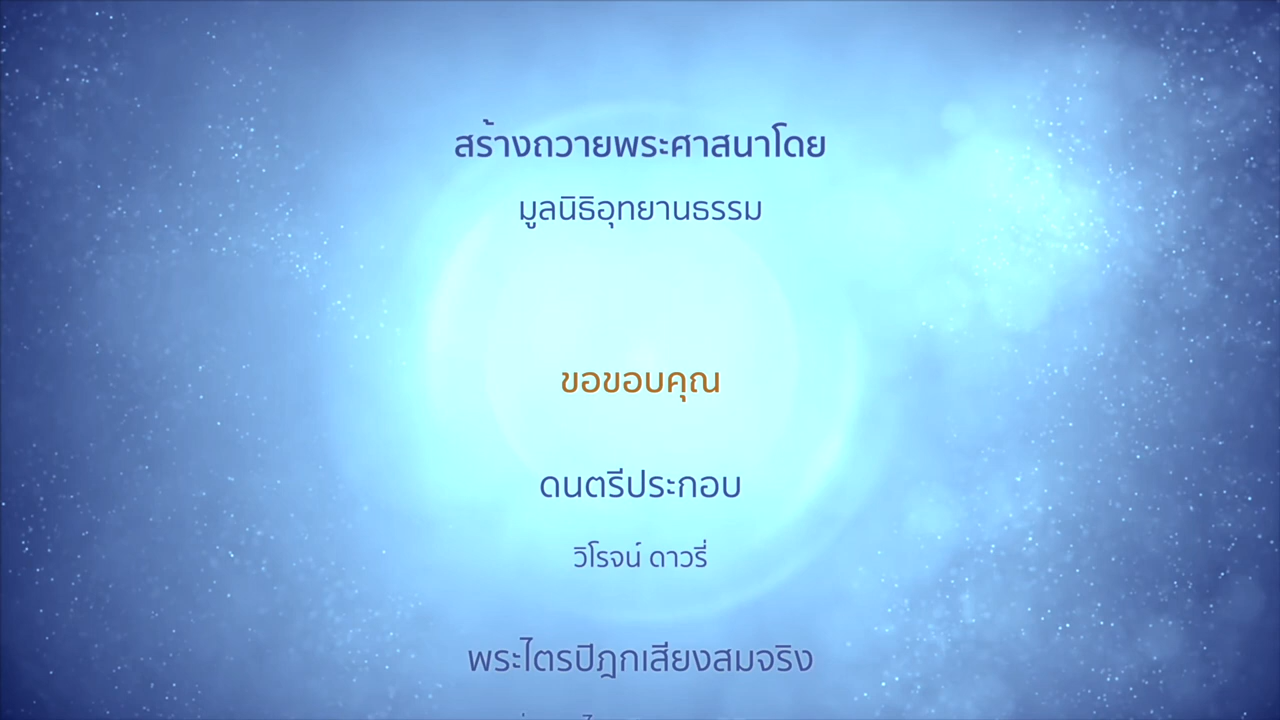 สร้างถวายพระศาสนาโดย
มูลนิธิอุทยานธรรม
ขอขอบคุณ
ดนตรีประกอบ
วิโรจน์ ดาวรี่
พระไตรปิฎกเสียงสมจริง